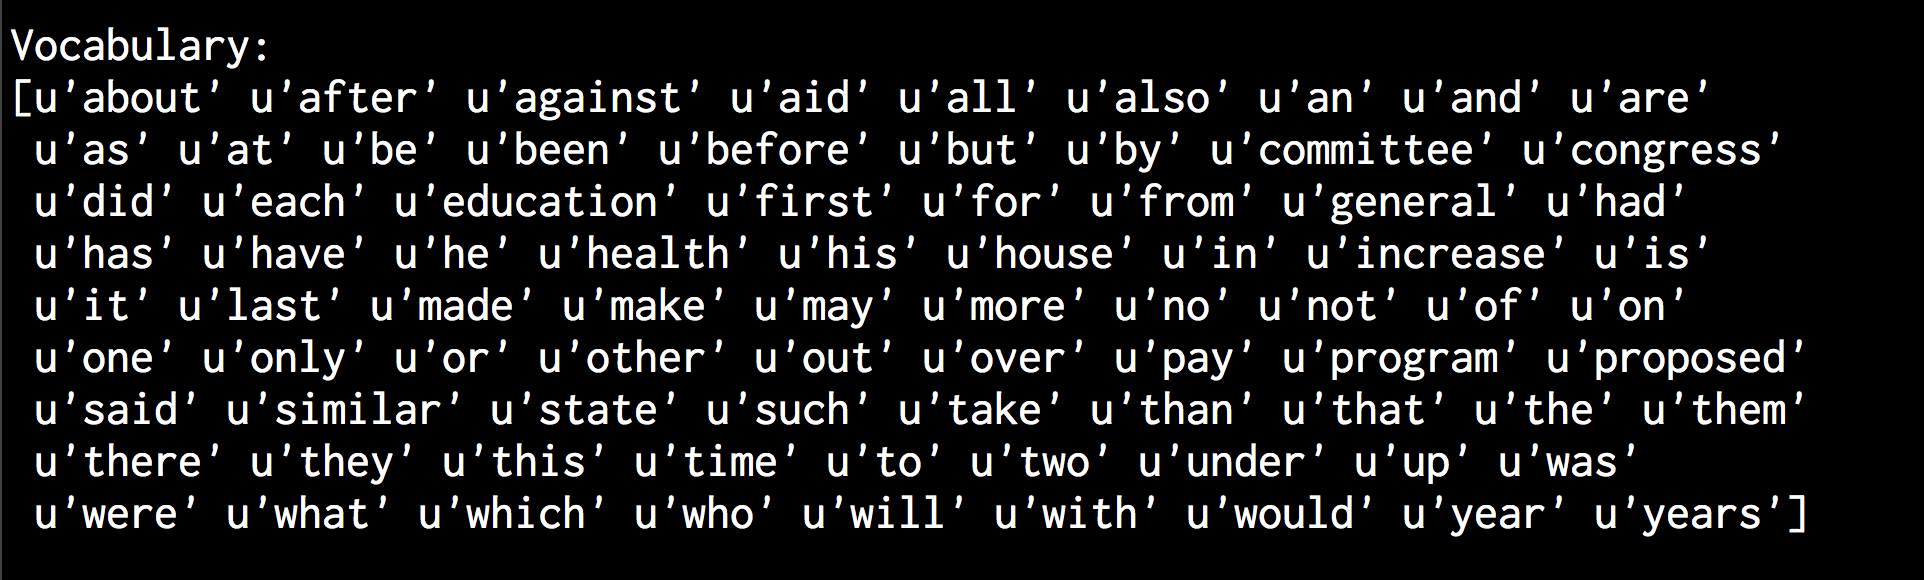 Vocabulary:
[u'about' u'after' u'against' u'aid' u'all' u'also' u'an' u'and' u'are'
u'as' u'at' u'be' u'been' u'before' u'but' u'by' u'committee' u'congress'
u'did' u'each' u'education' u'first' u'for' u'from' u'general' u'had'
u'has' u'have' u'he' u'health' u'his' u'house' u'in' u'increase' u'is'
u'it' u'last' u'made' u'make' u'may' u'more' u'no' u'not' u'of' u'on'
u'one' u'only' u'or' u'other' u'out' u'over' u'pay' u'program' u'proposed'
u'said' u'similar' u'state' u'such' u'take' u'than' u'that' u'the' u'them'
u'there' u'they' u'this' u'time' u'to' u'two' u'under' u'up' u'was'
u'were' u'what' u'which' u'who' u'will' u'with' u'would' u'year' u'years']